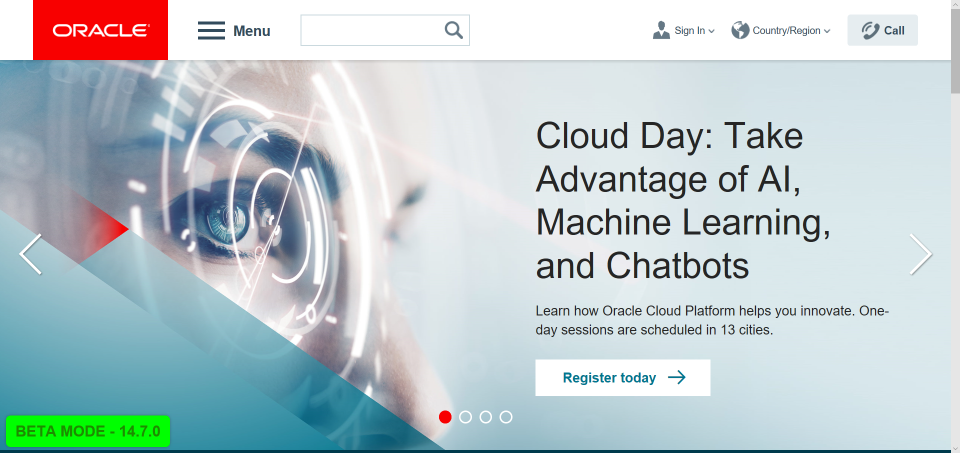 ORACLE
Menu
Sign In
Country/Region
Call
Cloud Day: Take
Advantage of AI,
Machine Learning,
and Chatbots
Learn how Oracle Cloud Platform helps you innovate. One-
day sessions are scheduled in 13 cities.
Register today
BETA MODE - 14.7.0